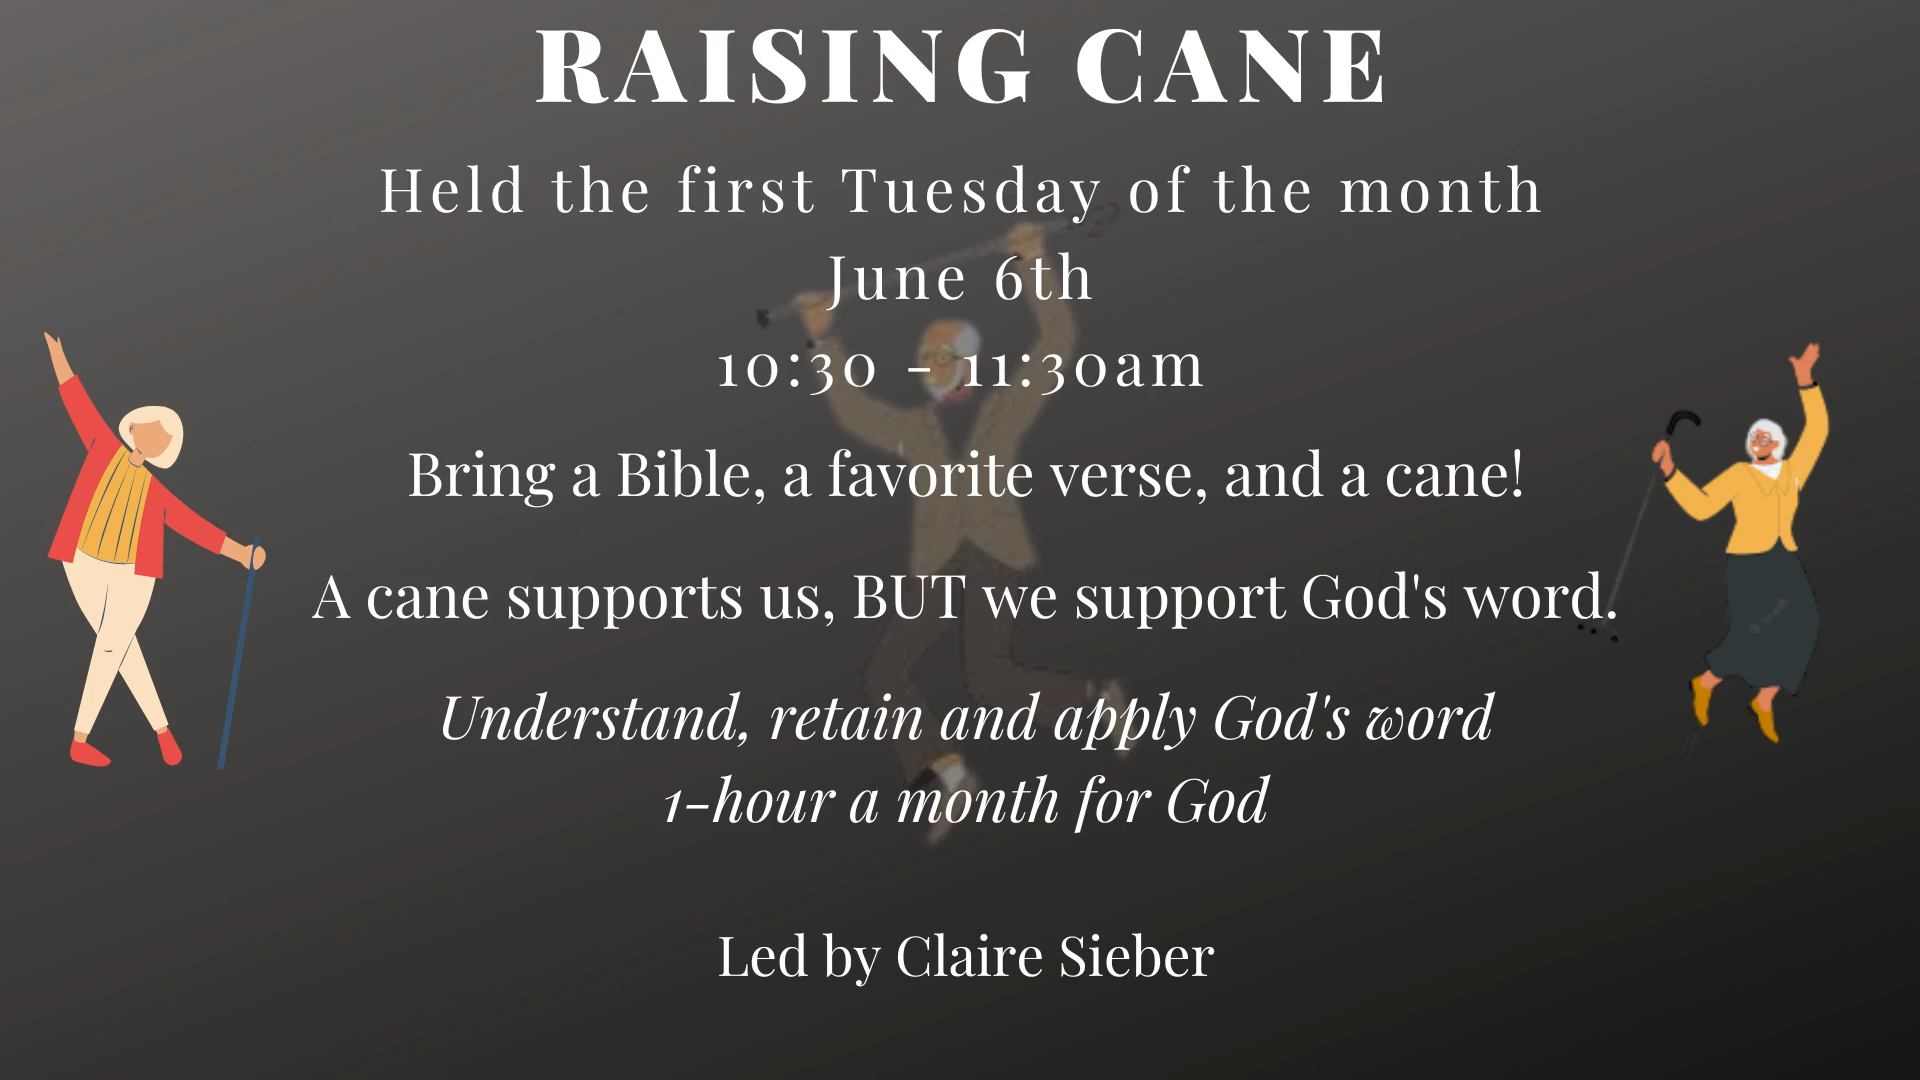 RAISING CANE
Held the first Tuesday of the month
June 6th
10:30 - 11:30am
Bring a Bible, a favorite verse, and a cane!
A cane supports us, BUT we support God's word.
Understand, retain and apply God's word
1-hour a month for God
Led by Claire Sieber